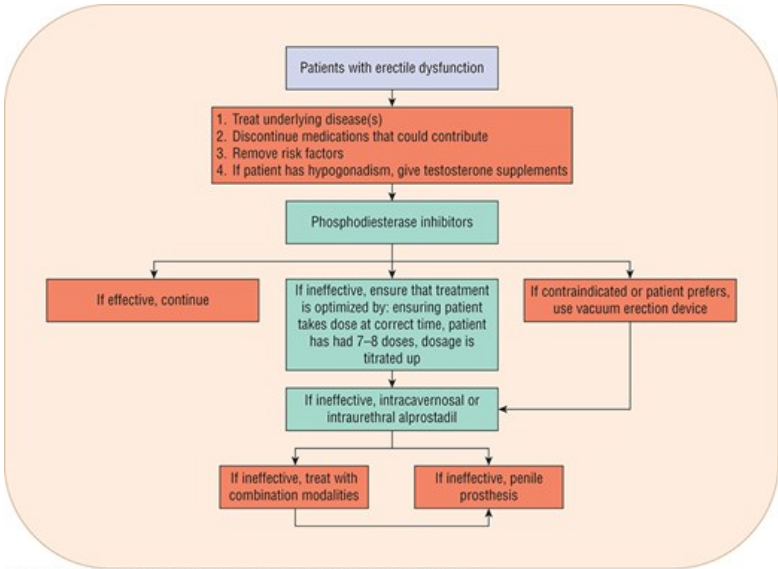 Patients with erectile dysfunction
1. Treat underlying disease(s)
2. Discontinue medications that could contribute
3. Remove risk factors
4. If patient has hypogonadism, give testosterone supplements
Phosphodiesterase inhibitors
If effective, continue
If ineffective, ensure that treatment
is optimized by: ensuring patient
takes dose at correct time, patient
has had 7–8 doses, dosage is
titrated up
If contraindicated or patient prefers,
use vacuum erection device
If ineffective, intracavernosal or
intraurethral alprostadil
If ineffective, treat with
combination modalities
If ineffective, penile
prosthesis